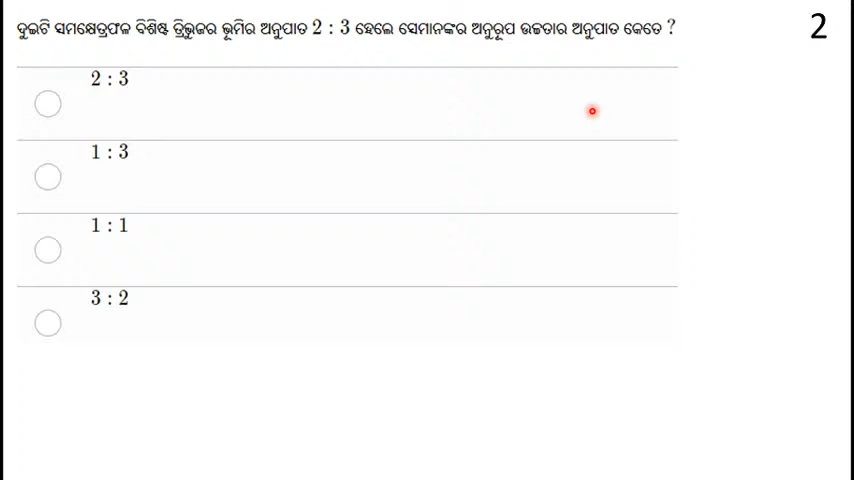 ଦୁଇଟି ସମକ୍ଷେତ୍ରଫଳ ବିଶିଷ୍ଟ ତ୍ରିଭୁଜର ଭୂମିର ଅନୁପାତ 2 : 3 ହେଲେ ସେମାନଙ୍କର ଅନୁରୂପ ଉଚ୍ଚତାର ଅନୁପାତ କେତେ ?
2
2 : 3
1 : 3
1 : 1
3 : 2